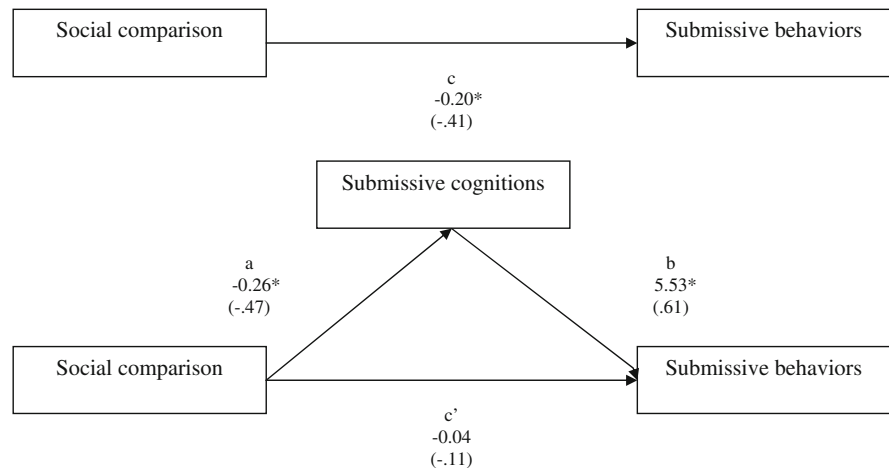 Social comparison
Submissive behaviors
c
-0.20*
(-.41)
Submissive cognitions
a
-0.26*
(-.47)
b
5.53*
(.61)
Social comparison
Submissive behaviors
c’
-0.04
(-.11)